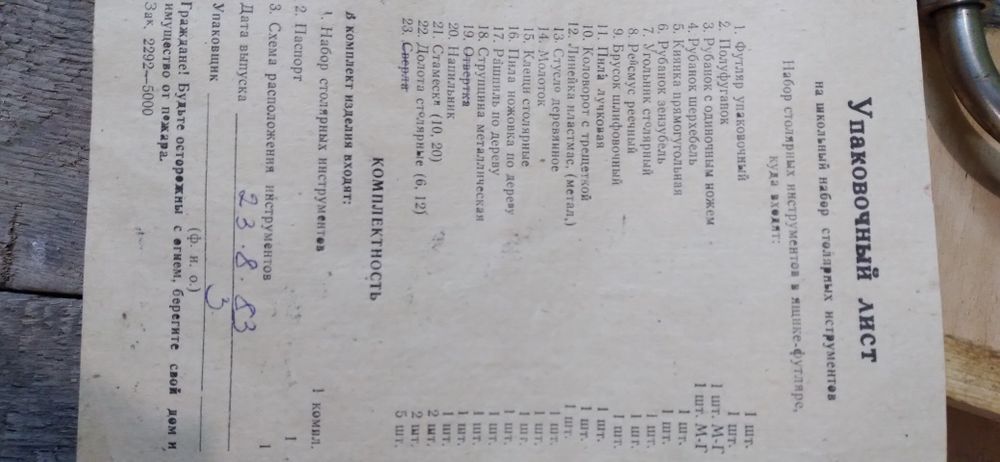 Упаковочный лист
на школьный набор столярных иструментов
Набор столярных инструментов в ящике-футляре,
куда входят:
1. Футляр упаковочный 1 шт.
2. Полуфуганок 1 шт.
3. Рубанок с одиночным ножем 1 шт. М-Г
4. Рубанок шерхебель 1 шт. М-Г
5. Киянка прямоугольная 1 шт.
6. Рубанок зензубель 1 шт.
7. Угольник столярный 1 шт.
8. Рейсмус реечный 1 шт.
9. Брусок шлифовочный 1 шт.
10. Коловорот с трещеткой 1 шт.
11. Пила лучковая 1 шт.
12. Линейка пластмас, (метал.) 1 шт.
13. Стусло деревянное 1 шт.
14. Молоток 1 шт.
15. Клещи столярные 1 шт.
16. Пила ножовка по дереву 1 шт.
17. Рашпиль по дереву 1 шт.
18. Струщина металлическая 1 шт.
19. Отвертка 1 шт.
20. Напильник 1 шт.
21. Стамески (10, 20) 2 шт.
22. Долота столярные (6, 12) 2 шт.
23. Сверла 5 шт.
КОМПЛЕКТНОСТЬ
В комплект изделия входят:
1. Набор столярных инструментов 1 компл.
2. Паспорт 1
3. Схема расположения инструментов 1
Дата выпуска 23.8.83
Упаковщик 3
(ф. и. о.)
Граждане! Будьте осторожны с огнем, берегите свой дом и
имущество от пожара.
Зак. 2292—5000